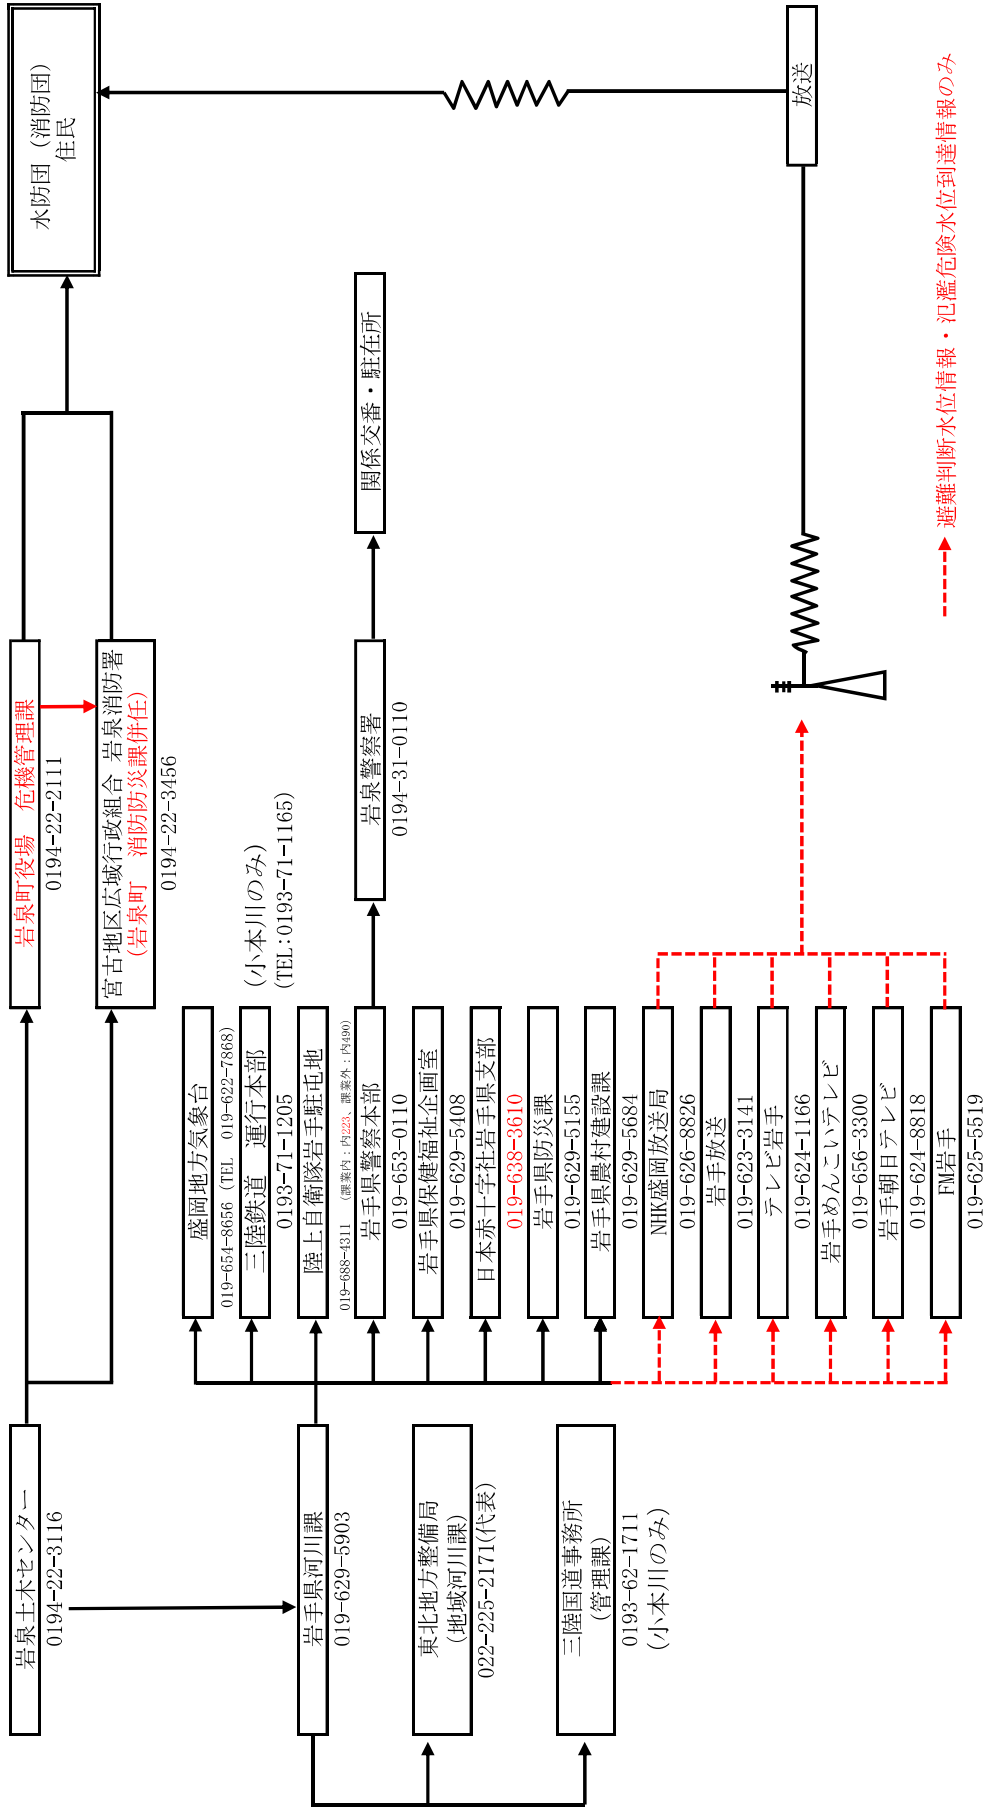 岩泉土木センター
0194-22-3116
岩手県河川課
019-629-5903
東北地方整備局
(地域河川課)
022-225-2171(代表)
三陸国道事務所
(管理課)
0193-62-1711
(小本川のみ)
盛岡地方気象台
019-654-8656 (TEL 019-622-7868)
三陸鉄道 運行本部
0193-71-1205
(小本川のみ)
(TEL:0193-71-1165)
陸上自衛隊岩手駐屯地
019-688-4311 (課業内:内223、課業外:内490)
岩手県警察本部
019-653-0110
岩手県保健福祉企画室
019-629-5408
日本赤十字社岩手県支部
019-638-3610
岩手県防災課
019-629-5155
岩手県農村建設課
019-629-5684
NHK盛岡放送局
019-626-8826
岩手放送
019-623-3141
テレビ岩手
019-624-1166
岩手めんこいテレビ
019-656-3300
岩手朝日テレビ
019-624-8818
FM岩手
019-625-5519
岩泉町役場 危機管理課
0194-22-2111
宮古地区広域行政組合 岩泉消防署
(岩泉町 消防防災課併任)
0194-22-3456
岩泉警察署
0194-31-0110
関係交番・駐在所
水防団(消防団)
住民
放送
避難判断水位情報・氾濫危険水位到達情報のみ